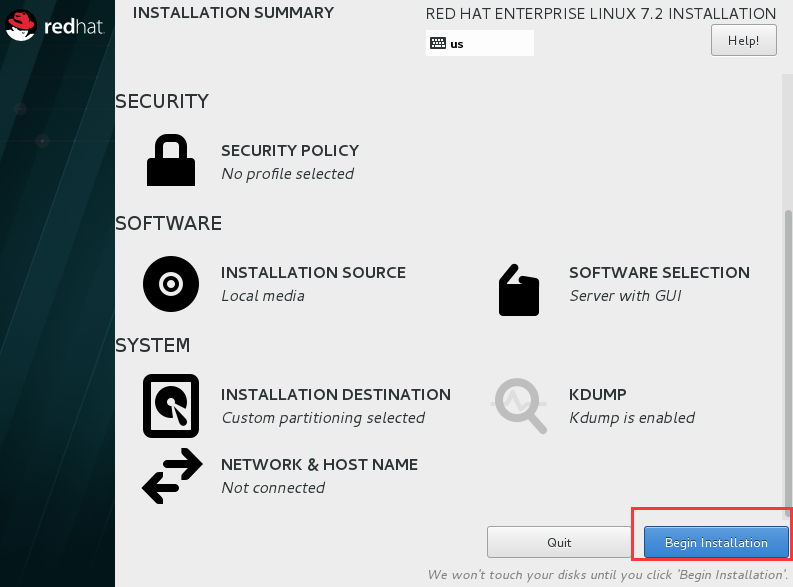 redhat.
INSTALLATION SUMMARY
RED HAT ENTERPRISE LINUX 7.2 INSTALLATION
us
Help!
SECURITY
SECURITY POLICY
No profile selected
SOFTWARE
INSTALLATION SOURCE
Local media
SOFTWARE SELECTION
Server with GUI
SYSTEM
INSTALLATION DESTINATION
Custom partitioning selected
KDUMP
Kdump is enabled
NETWORK & HOST NAME
Not connected
Quit
Begin Installation
We won't touch your disks until you click 'Begin Installation'.